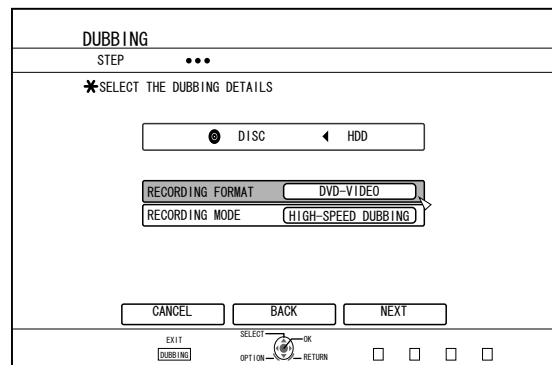 DUBBING
STEP
*SELECT THE DUBBING DETAILS
DISC HDD
RECORDING FORMAT DVD-VIDEO
RECORDING MODE HIGH-SPEED DUBBING
CANCEL BACK NEXT
EXIT SELECT OK
DUBBING OPTION RETURN